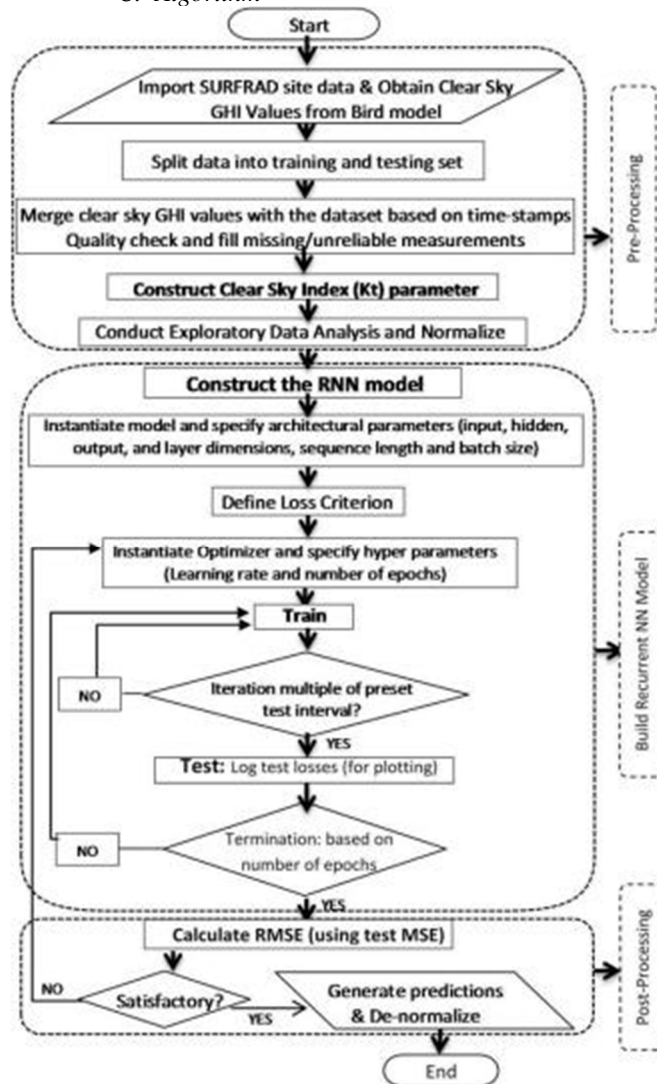 C. Algorithm
Start
Import SURFRAD site data & Obtain Clear Sky
GHI Values from Bird model
Split data into training and testing set
Merge clear sky GHI values with the dataset based on time-stamps
Quality check and fill missing/unreliable measurements
Construct Clear Sky Index (Kt) parameter
Conduct Exploratory Data Analysis and Normalize
Pre-Processing
Construct the RNN model
Instantiate model and specify architectural parameters (input, hidden,
output, and layer dimensions, sequence length and batch size)
Define Loss Criterion
Instantiate Optimizer and specify hyper parameters
(Learning rate and number of epochs)
Train
NO
Iteration multiple of preset
test interval?
YES
Test: Log test losses (for plotting)
NO
Termination: based on
number of epochs
YES
Build Recurrent NN Model
Calculate RMSE (using test MSE)
NO
Satisfactory?
YES
Generate predictions
& De-normalize
Post-Processing
End